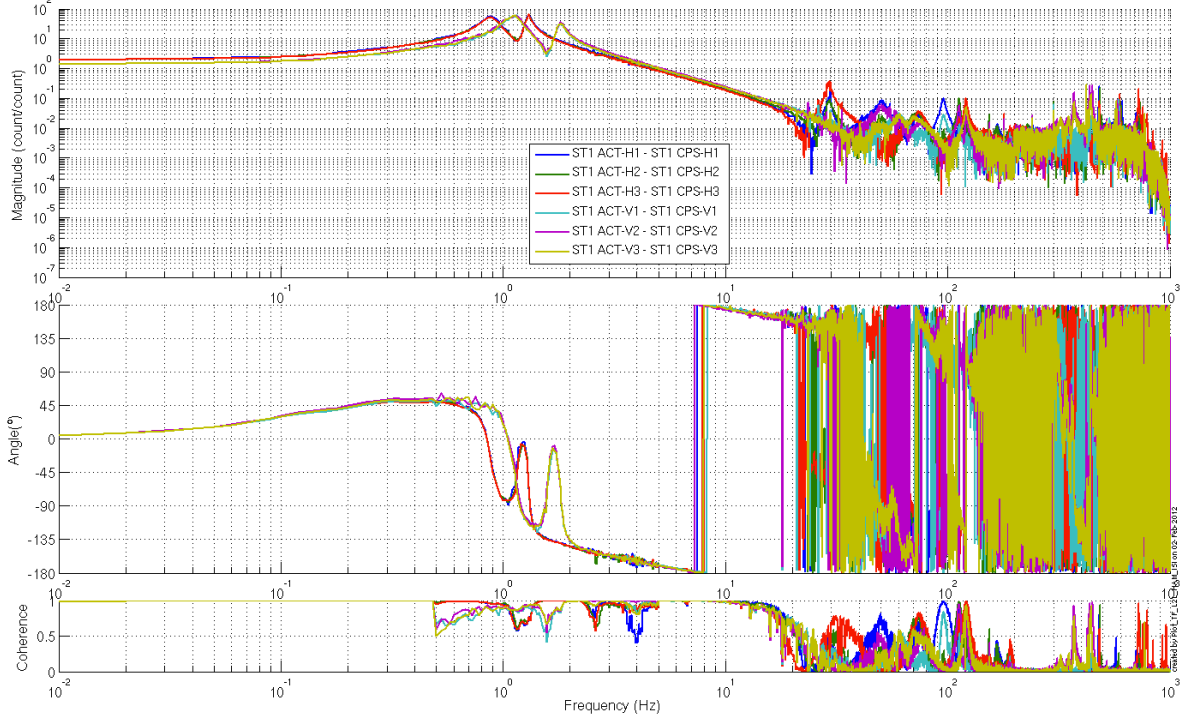 10^2
10^1
10^0
10^-1
10^-2
10^-3
10^-4
10^-5
10^-6
10^-7
Magnitude (count/count)
ST1 ACT-H1 - ST1 CPS-H1
ST1 ACT-H2 - ST1 CPS-H2
ST1 ACT-H3 - ST1 CPS-H3
ST1 ACT-V1 - ST1 CPS-V1
ST1 ACT-V2 - ST1 CPS-V2
ST1 ACT-V3 - ST1 CPS-V3
10^-2 10^-1 10^0 10^1 10^2 10^3
180
135
90
45
0
-45
-90
-135
-180
Angle(°)
10^-2 10^-1 10^0 10^1 10^2 10^3
1
0.5
0
Coherence
10^-2 10^-1 10^0 10^1 10^2 10^3
Frequency (Hz)
on 02-Feb-2012